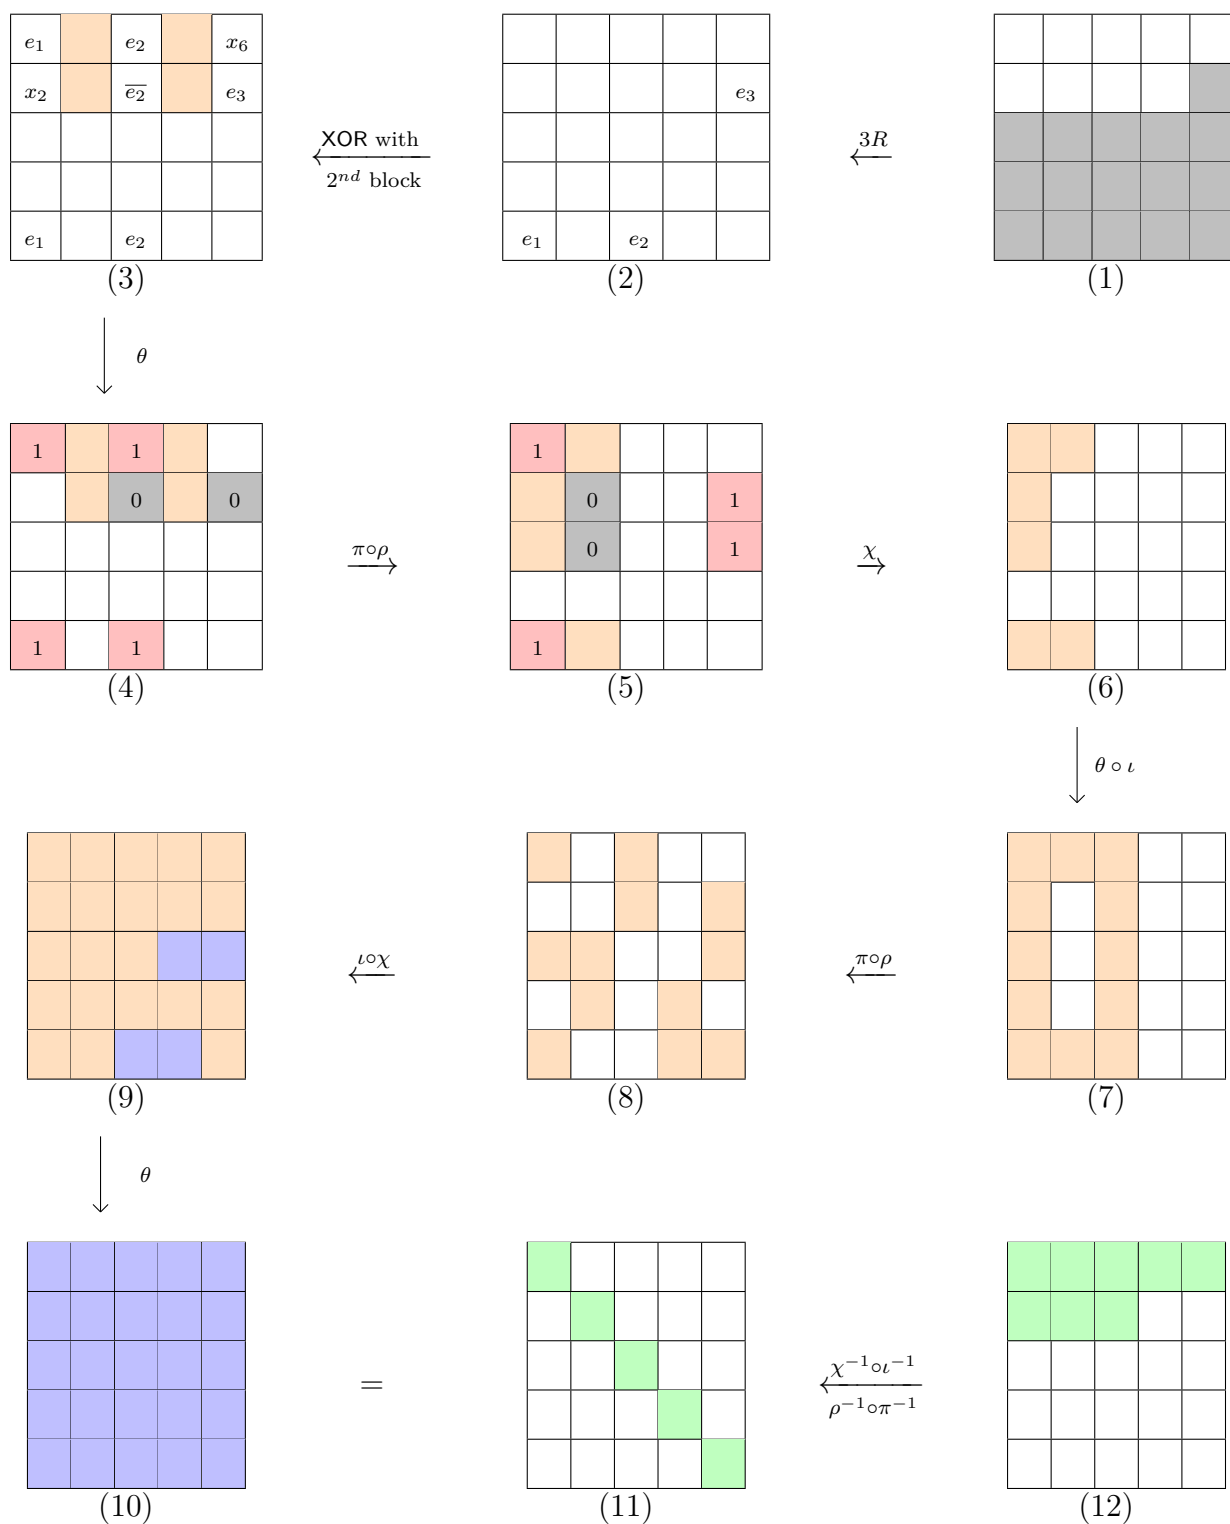 e₁ e₂ x₆
x₂ e̅₂ e₃
e₁ e₂
(3)
XOR with
2ⁿᵈ block
e₃
e₁ e₂
(2)
3R
(1)
θ
1 1
0 0
1 1
(4)
π∘ρ
1
0 1
0 1
1
(5)
χ
(6)
θ ∘ ι
(9)
ι∘χ
(8)
π∘ρ
(7)
θ
(10)
=
(11)
χ⁻¹∘ι⁻¹
ρ⁻¹∘π⁻¹
(12)